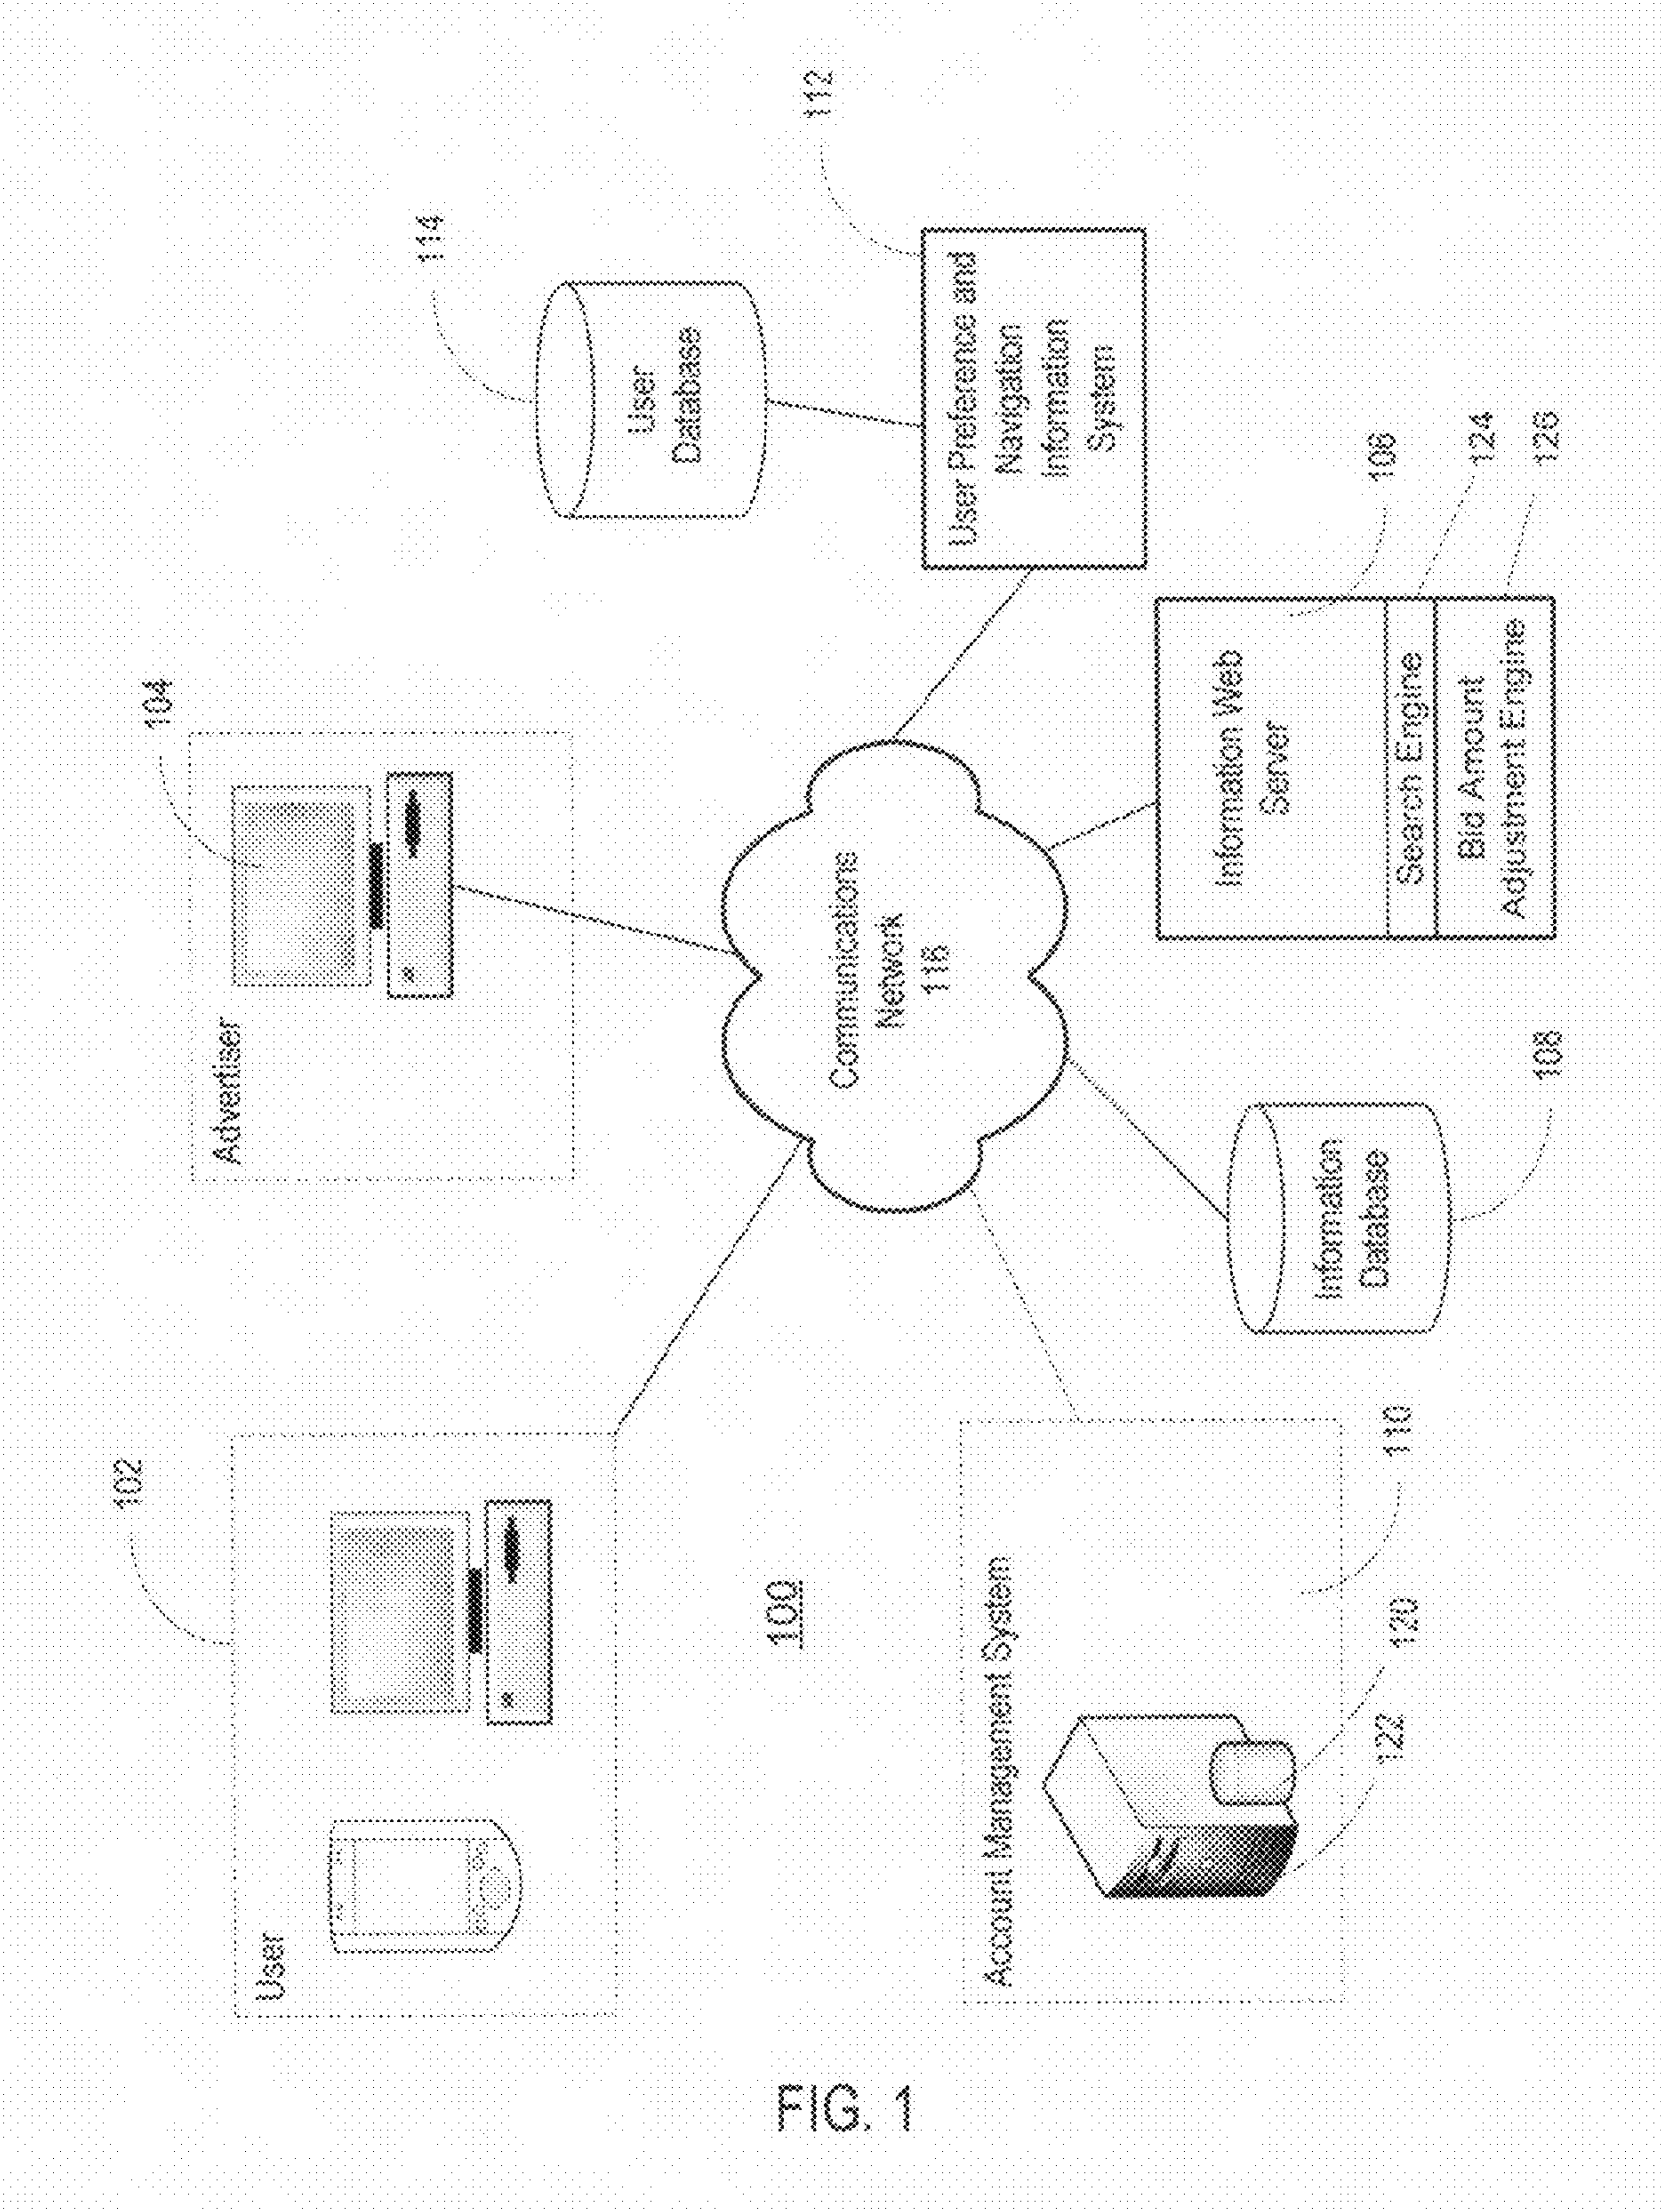 102
104
User
Advertiser
114
User
Database
112
User Preference and
Navigation
Information
System
Communications
Network
116
100
Account Management System
110
120
122
Information
Database
108
Information Web
Server
106
Search Engine
124
Bid Amount
Adjustment Engine
126
FIG. 1